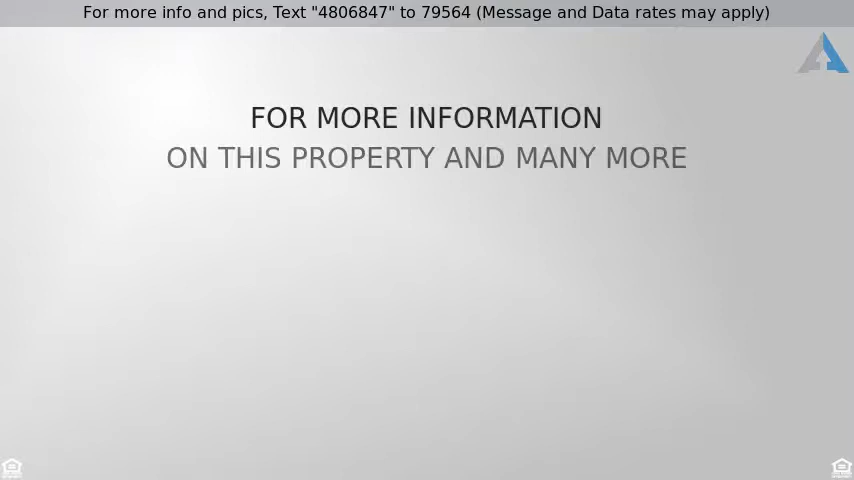 For more info and pics, Text "4806847" to 79564 (Message and Data rates may apply)
FOR MORE INFORMATION
ON THIS PROPERTY AND MANY MORE